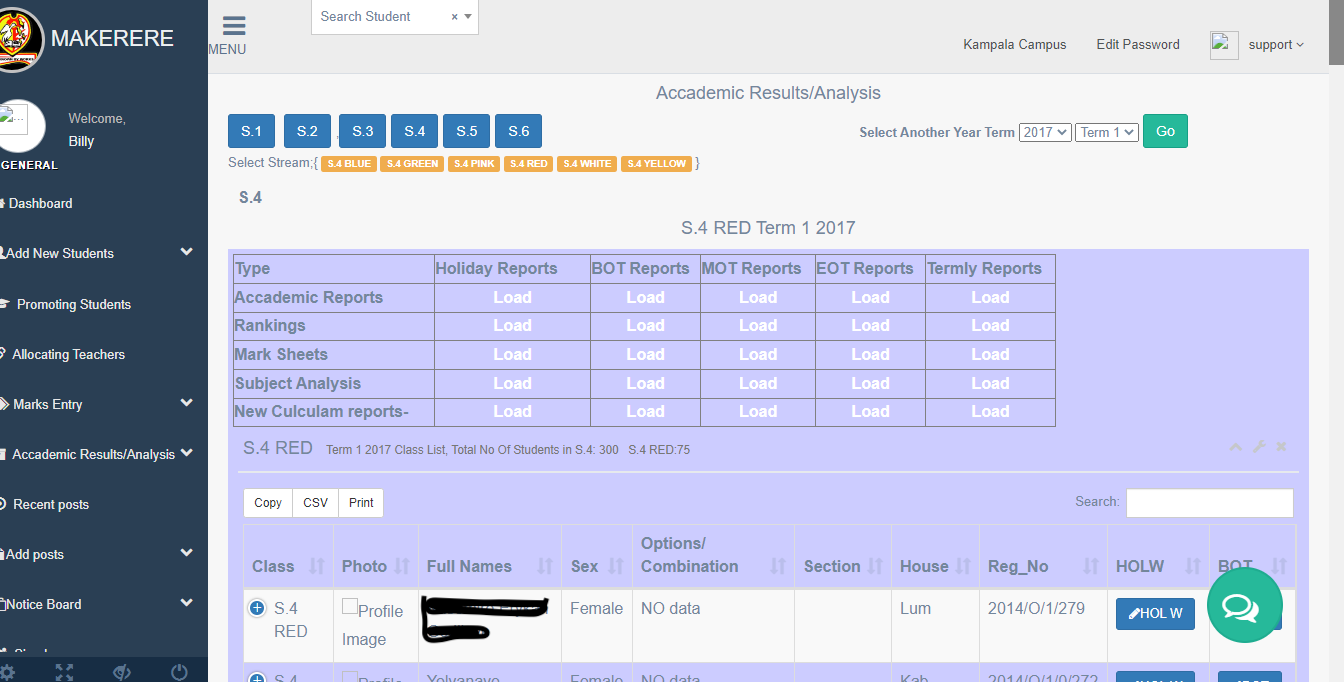 MAKERERE
MENU
Search Student × 
Kampala Campus Edit Password support
Welcome,
Billy
GENERAL
Dashboard
Add New Students
Promoting Students
Allocating Teachers
Marks Entry
Accademic Results/Analysis
Recent posts
Add posts
Notice Board
Accademic Results/Analysis
S.1 S.2 , S.3 S.4 S.5 S.6
Select Another Year Term 2017 Term 1 Go
Select Stream;{ S.4 BLUE S.4 GREEN S.4 PINK S.4 RED S.4 WHITE S.4 YELLOW }
S.4
S.4 RED Term 1 2017
Type Holiday Reports BOT Reports MOT Reports EOT Reports Termly Reports
Accademic Reports Load Load Load Load Load
Rankings Load Load Load Load Load
Mark Sheets Load Load Load Load Load
Subject Analysis Load Load Load Load Load
New Culculam reports- Load Load Load Load Load
S.4 RED Term 1 2017 Class List, Total No Of Students in S.4: 300 S.4 RED:75
Copy CSV Print Search:
Options/
Class Photo Full Names Sex Combination Section House Reg_No HOLW BOT
S.4 Profile Female NO data Lum 2014/O/1/279 HOL W
RED Image
S.4 Profile Female NO data Kab